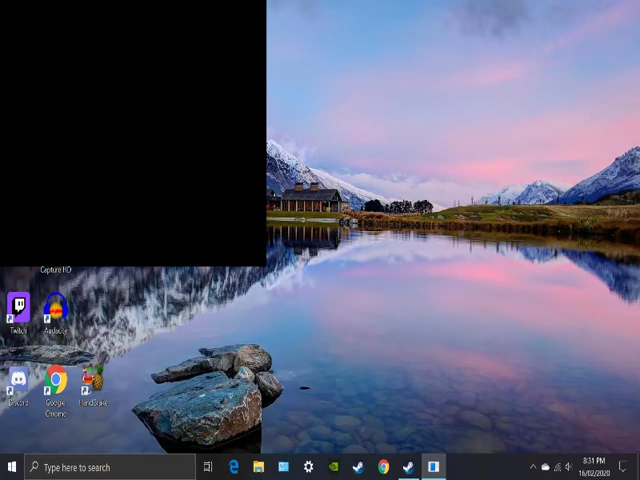 Capture HD
Twitch
Audacity
Discord
Google
Chrome
HandBrake
Type here to search
8:31 PM
16/02/2020